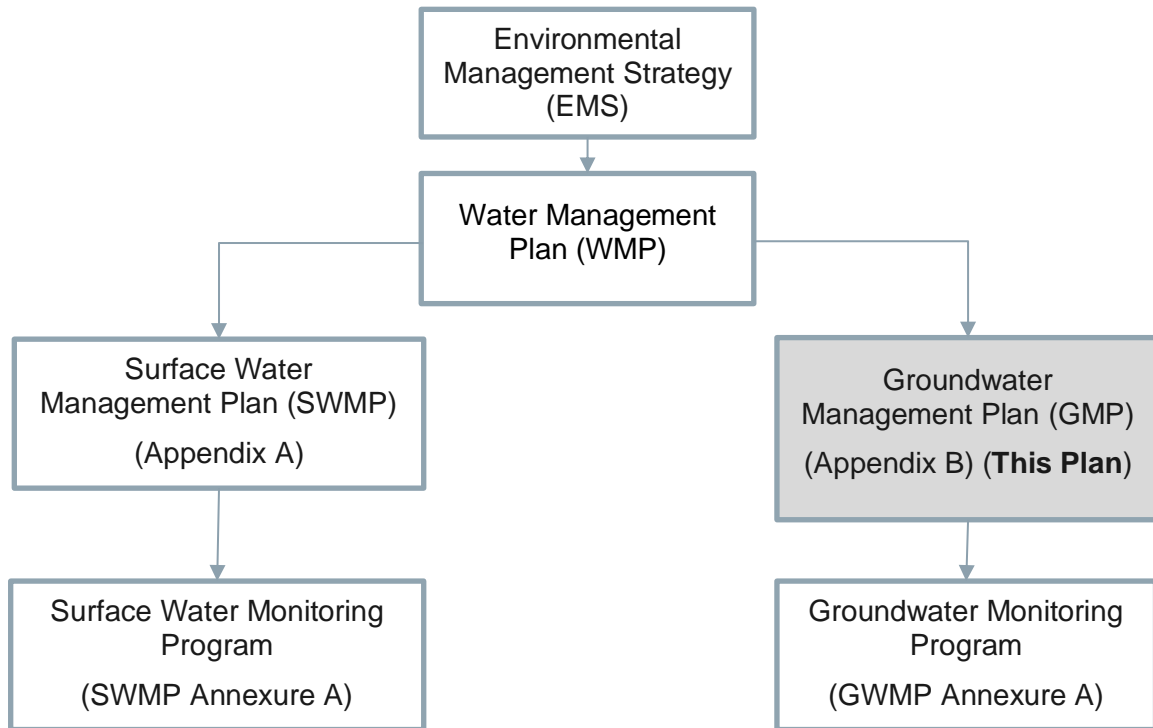 Environmental
Management Strategy
(EMS)
Water Management
Plan (WMP)
Surface Water
Management Plan (SWMP)
(Appendix A)
Groundwater
Management Plan (GMP)
(Appendix B) (This Plan)
Surface Water Monitoring
Program
(SWMP Annexure A)
Groundwater Monitoring
Program
(GWMP Annexure A)